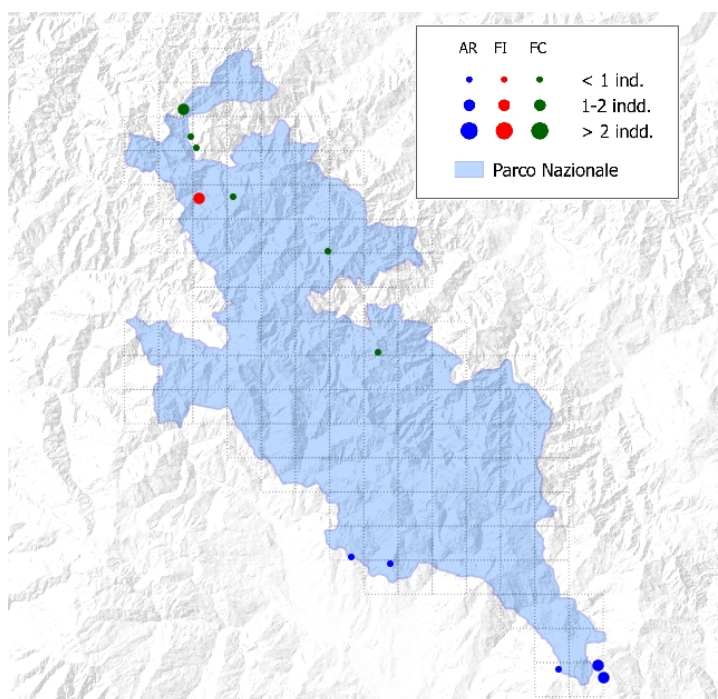 AR FI FC
< 1 ind.
1-2 indd.
> 2 indd.
Parco Nazionale